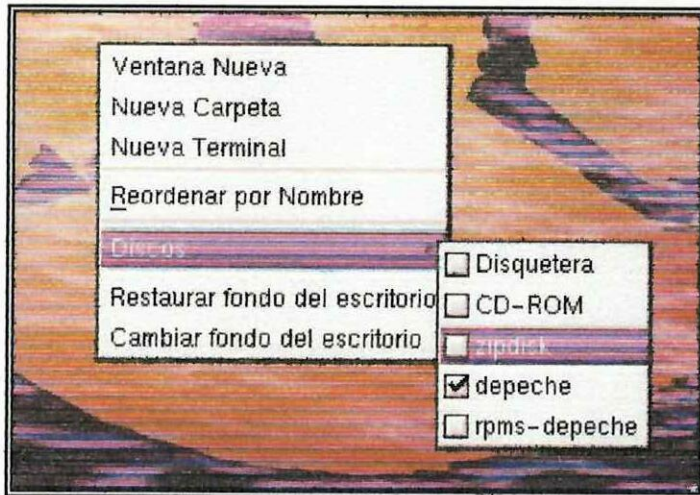 Ventana Nueva
Nueva Carpeta
Nueva Terminal
Reordenar por Nombre
Discos
Restaurar fondo del escritorio
Cambiar fondo del escritorio
Disquetera
CD-ROM
zipdisk
depeche
rpms-depeche